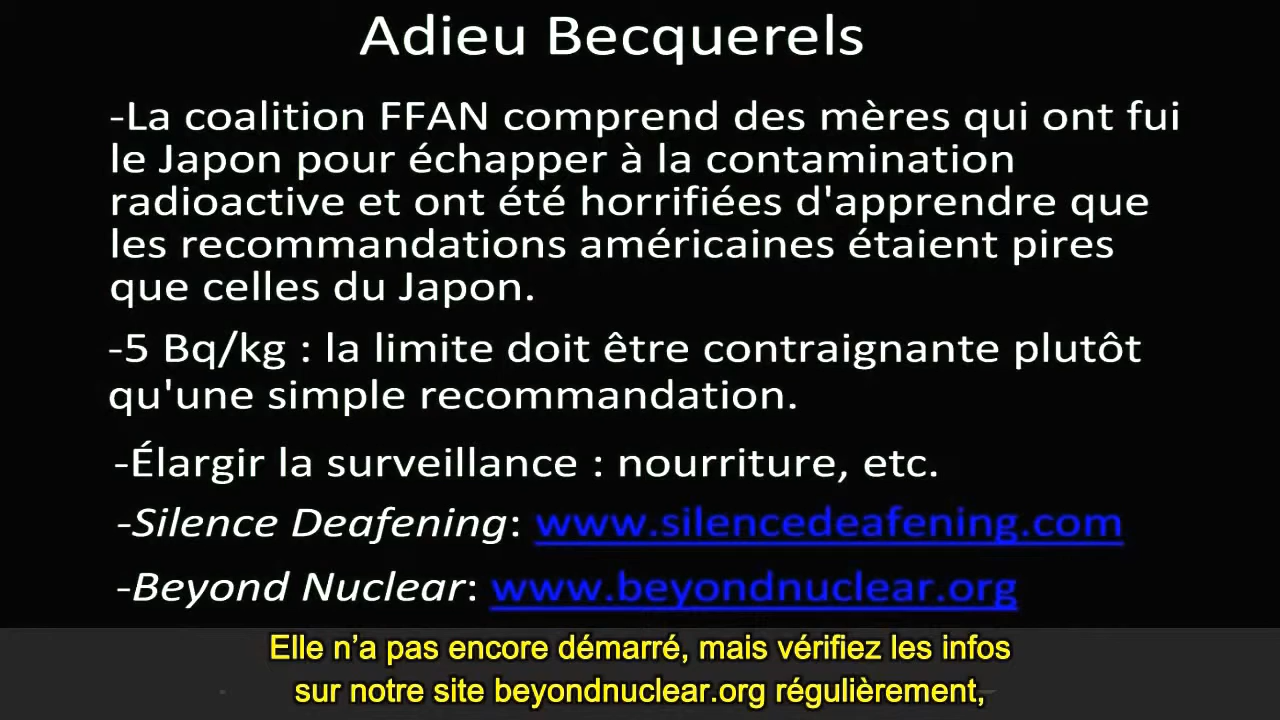 Adieu Becquerels
-La coalition FFAN comprend des mères qui ont fui
le Japon pour échapper à la contamination
radioactive et ont été horrifiées d'apprendre que
les recommandations américaines étaient pires
que celles du Japon.
-5 Bq/kg : la limite doit être contraignante plutôt
qu'une simple recommandation.
-Élargir la surveillance : nourriture, etc.
-Silence Deafening: www.silencedeafening.com
-Beyond Nuclear: www.beyondnuclear.org
Elle n’a pas encore démarré, mais vérifiez les infos
sur notre site beyondnuclear.org régulièrement,